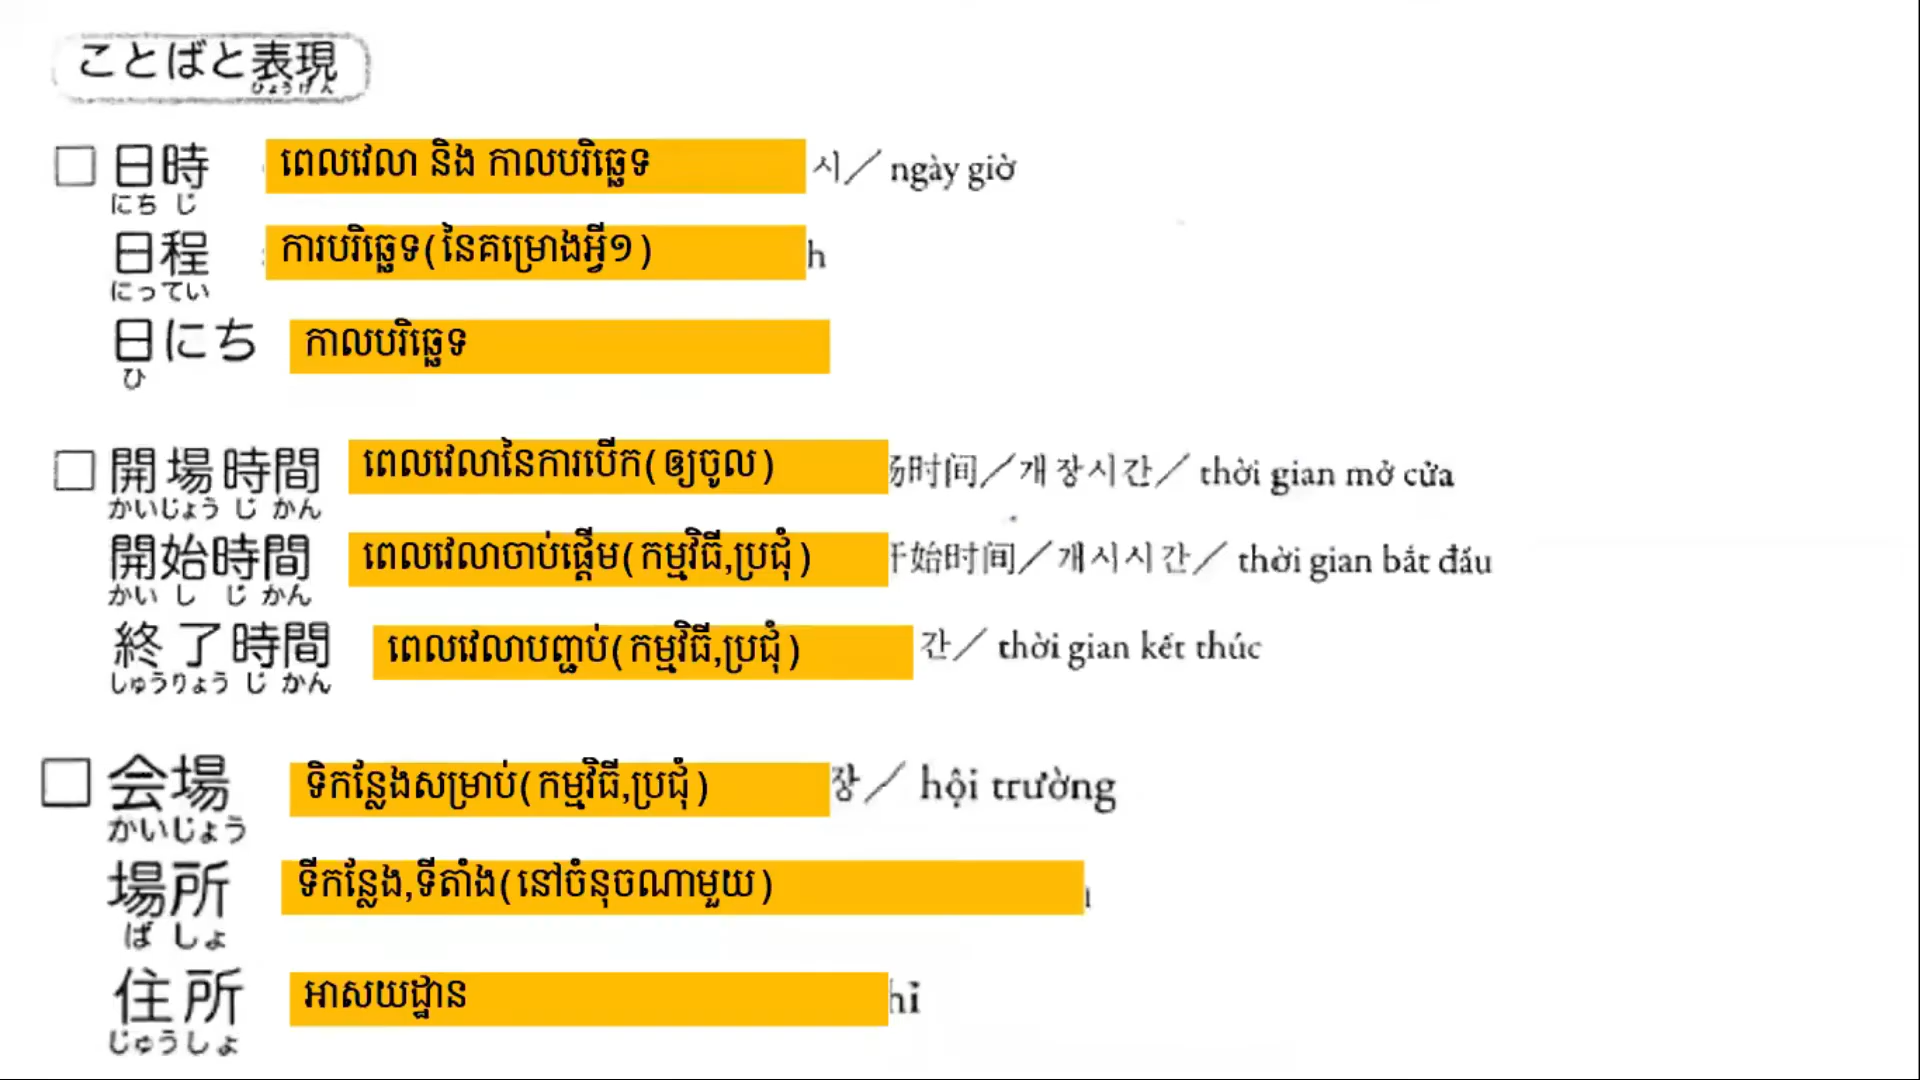 ことばと表現
ひょうげん
日時 ពេលវេលា និង កាលបរិច្ឆេទ 시／ ngày giờ
にち じ
日程 ការបរិច្ឆេទ(នៃគម្រោងអ្វី១) h
にってい
日にち កាលបរិច្ឆេទ
ひ
開場時間 ពេលវេលានៃការបើក(ឲ្យចូល) 场时间／개장시간／ thời gian mở cửa
かいじょう じ かん
開始時間 ពេលវេលាចាប់ផ្ដើម(កម្មវិធី,ប្រជុំ) 开始时间／개시시간／ thời gian bắt đầu
かい し じ かん
終了時間 ពេលវេលាបញ្ចប់(កម្មវិធី,ប្រជុំ) 간／ thời gian kết thúc
しゅうりょう じ かん
会場 ទិកន្លែងសម្រាប់(កម្មវិធី,ប្រជុំ) 장／ hội trường
かいじょう
場所 ទីកន្លែង,ទីតាំង(នៅចំនុចណាមួយ)
ば しょ
住所 អាសយដ្ឋាន hỉ
じゅうしょ